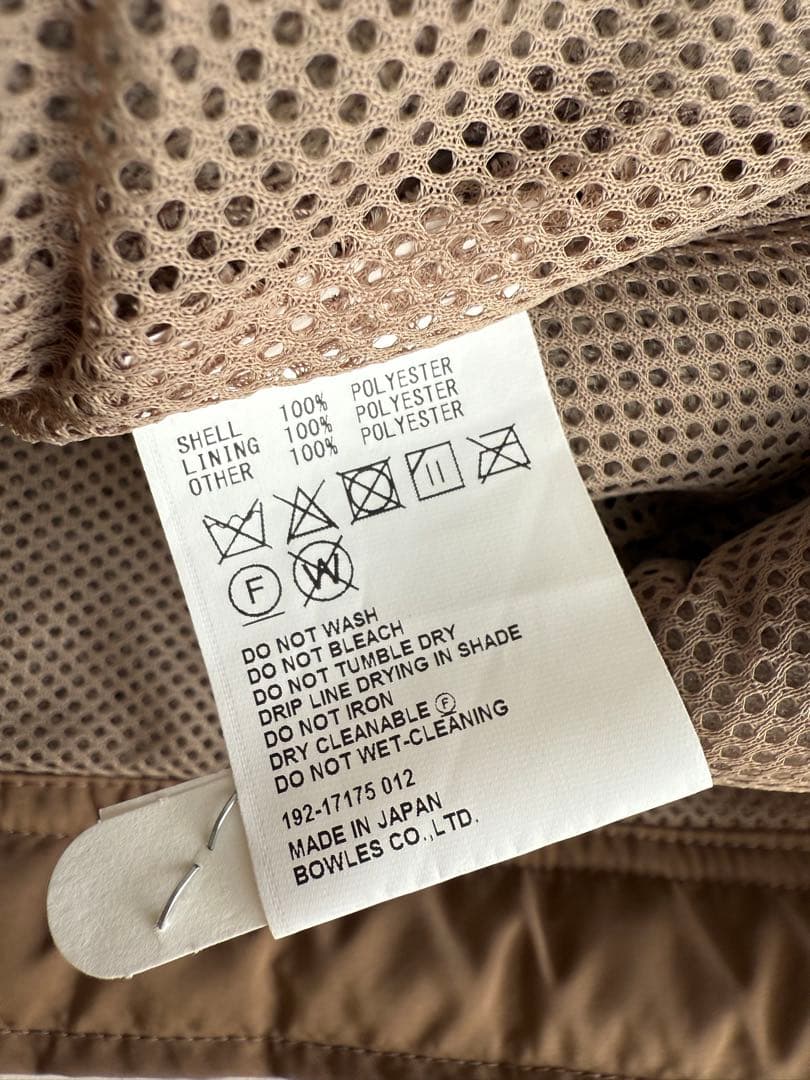 SHELL 100% POLYESTER
LINING 100% POLYESTER
OTHER 100% POLYESTER
F W
DO NOT WASH
DO NOT BLEACH
DO NOT TUMBLE DRY
DRIP LINE DRYING IN SHADE
DO NOT IRON
DRY CLEANABLE Ⓕ
DO NOT WET-CLEANING
192-17175 012
MADE IN JAPAN
BOWLES CO.,LTD.